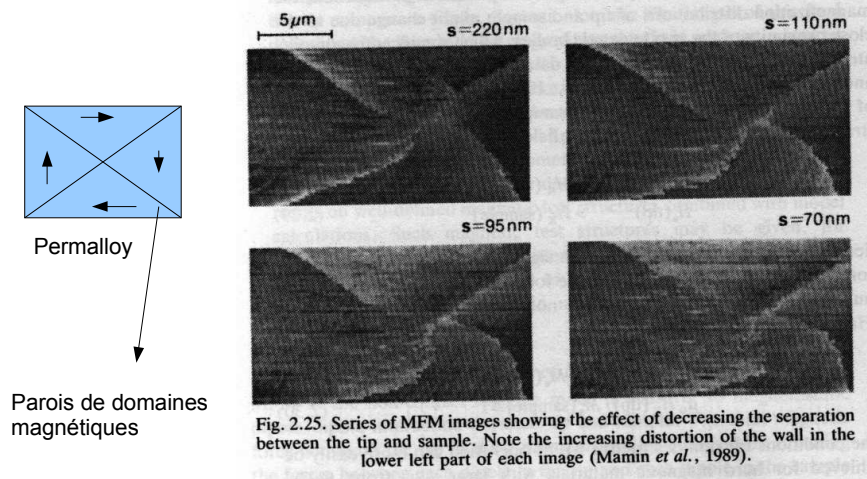 5µm
s=220nm
s=110nm
s=95nm
s=70nm
Permalloy
Parois de domaines
magnétiques
Fig. 2.25. Series of MFM images showing the effect of decreasing the separation
between the tip and sample. Note the increasing distortion of the wall in the
lower left part of each image (Mamin et al., 1989).